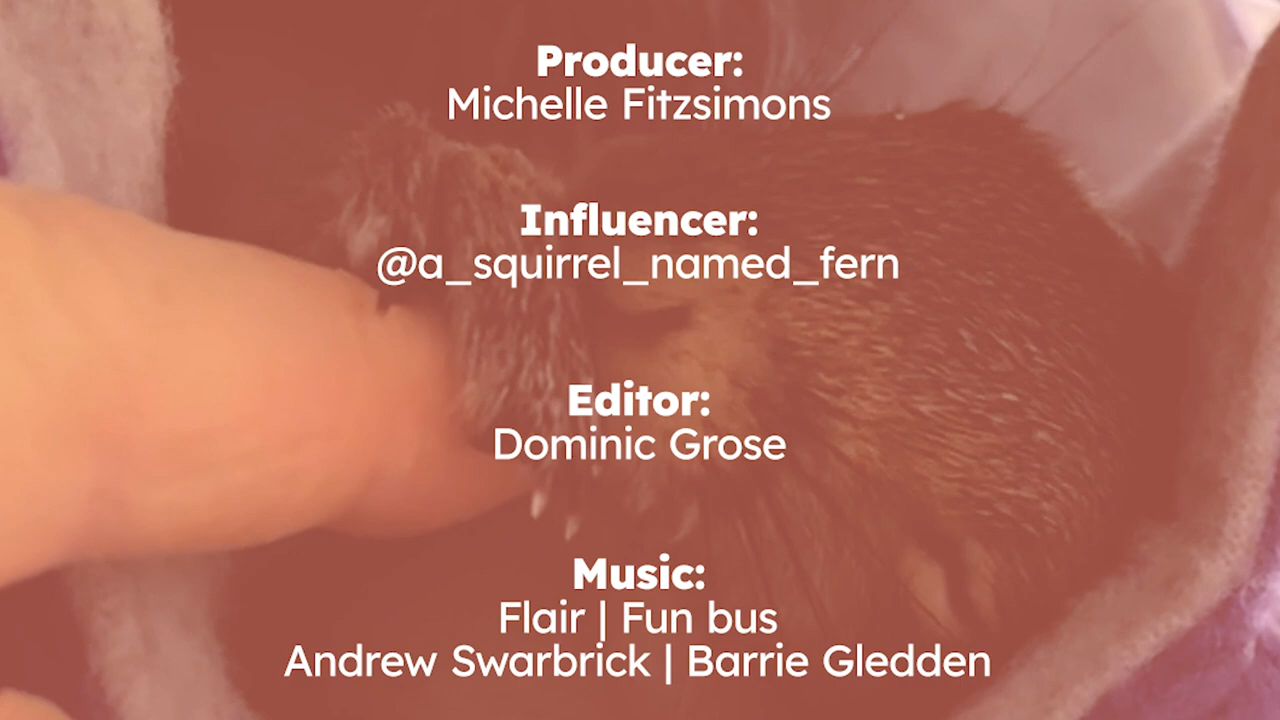 Producer:
Michelle Fitzsimons
Influencer:
@a_squirrel_named_fern
Editor:
Dominic Grose
Music:
Flair | Fun bus
Andrew Swarbrick | Barrie Gledden